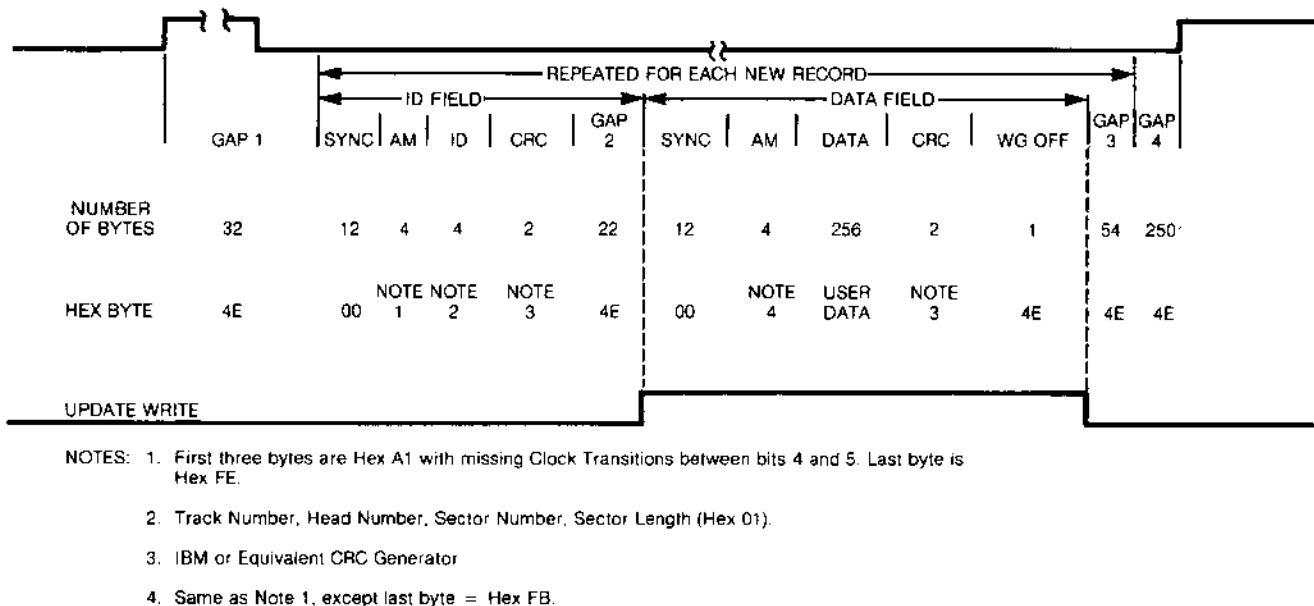 REPEATED FOR EACH NEW RECORD
ID FIELD DATA FIELD
GAP 1 SYNC AM ID CRC GAP 2 SYNC AM DATA CRC WG OFF GAP 3 GAP 4
NUMBER
OF BYTES 32 12 4 4 2 22 12 4 256 2 1 54 250
HEX BYTE 4E 00 NOTE 1 NOTE 2 NOTE 3 4E 00 NOTE 4 USER DATA NOTE 3 4E 4E 4E
UPDATE WRITE
NOTES: 1. First three bytes are Hex A1 with missing Clock Transitions between bits 4 and 5. Last byte is
Hex FE.
2. Track Number, Head Number, Sector Number, Sector Length (Hex 01).
3. IBM or Equivalent CRC Generator
4. Same as Note 1, except last byte = Hex FB.